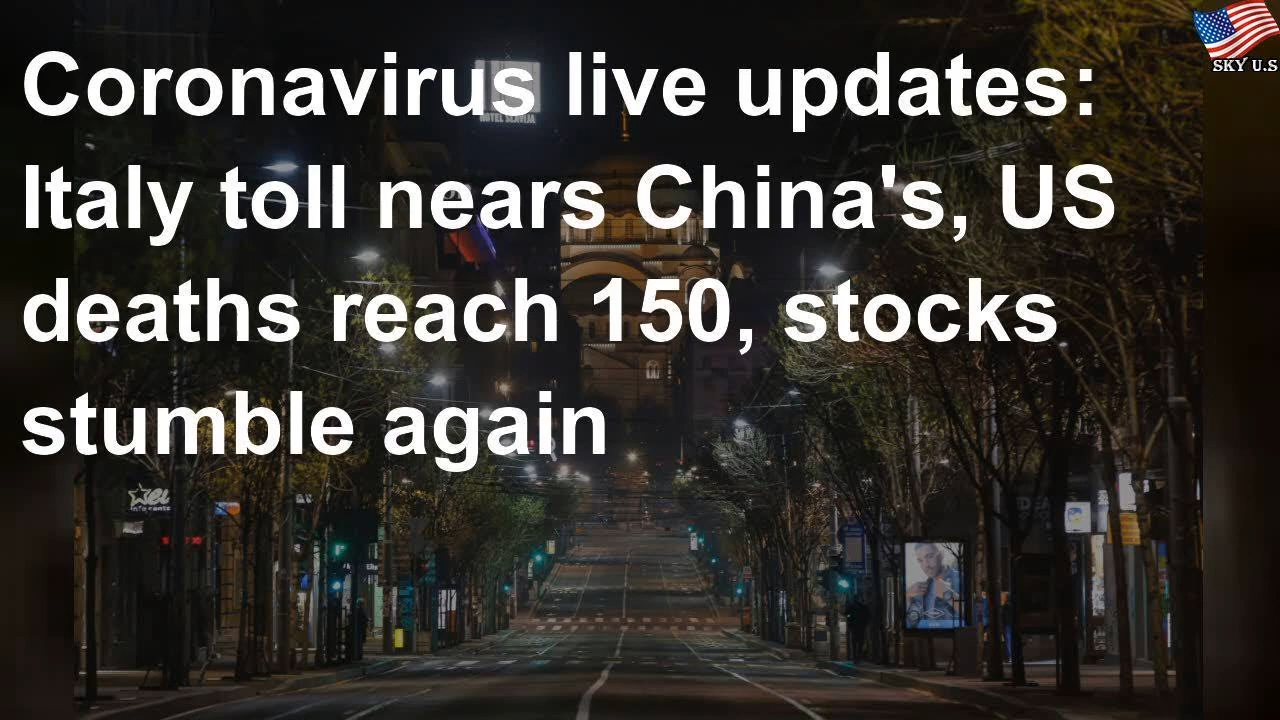 Coronavirus live updates:
Italy toll nears China's, US
deaths reach 150, stocks
stumble again
SKY U.S
HOTEL SLAVIJA